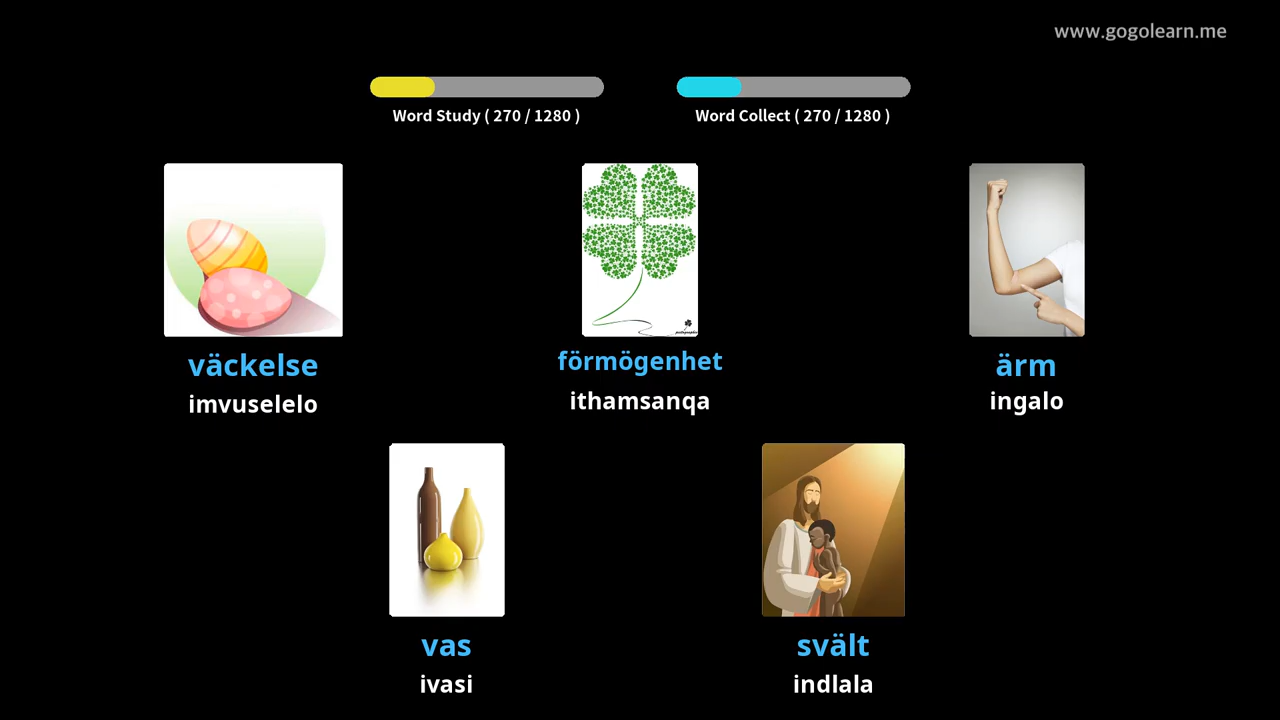 www.gogolearn.me
Word Study ( 270 / 1280 )
Word Collect ( 270 / 1280 )
väckelse
imvuselelo
förmögenhet
ithamsanqa
ärm
ingalo
vas
ivasi
svält
indlala